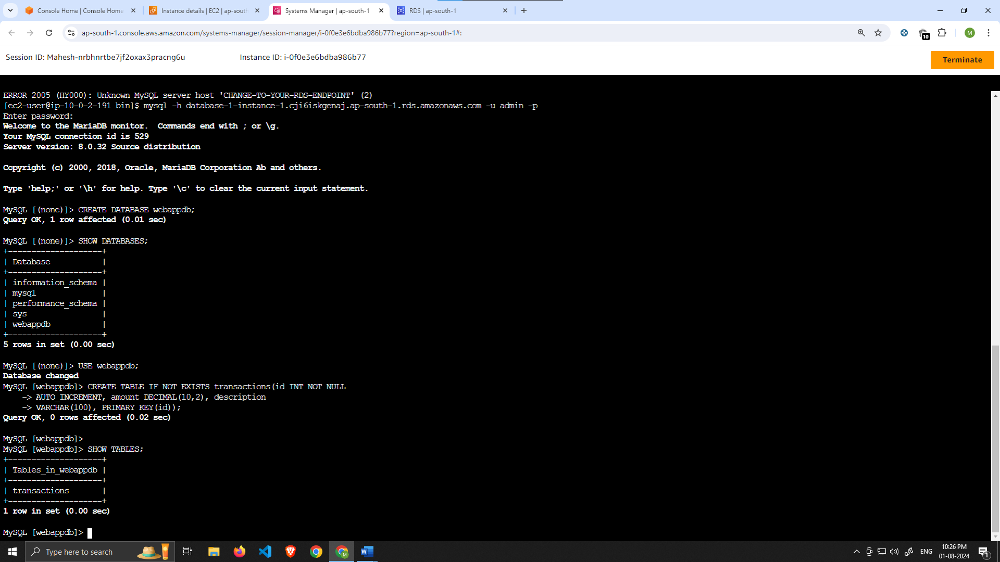 Console Home | Console Home
Instance details | EC2 | ap-south
Systems Manager | ap-south-1
RDS | ap-south-1
ap-south-1.console.aws.amazon.com/systems-manager/session-manager/i-0f0e3e6bdba986b77?region=ap-south-1#:
10
M
Session ID: Mahesh-nrbhnrtbe7jf2oxax3pracng6u
Instance ID: i-0f0e3e6bdba986b77
Terminate
ERROR 2005 (HY000): Unknown MySQL server host 'CHANGE-TO-YOUR-RDS-ENDPOINT' (2)
[ec2-user@ip-10-0-2-191 bin]$ mysql -h database-1-instance-1.cji6iskgenaj.ap-south-1.rds.amazonaws.com -u admin -p
Enter password:
Welcome to the MariaDB monitor.  Commands end with ; or \g.
Your MySQL connection id is 529
Server version: 8.0.32 Source distribution
Copyright (c) 2000, 2018, Oracle, MariaDB Corporation Ab and others.
Type 'help;' or '\h' for help. Type '\c' to clear the current input statement.
MySQL [(none)]> CREATE DATABASE webappdb;
Query OK, 1 row affected (0.01 sec)
MySQL [(none)]> SHOW DATABASES;
+--------------------+
| Database           |
+--------------------+
| information_schema |
| mysql              |
| performance_schema |
| sys                |
| webappdb           |
+--------------------+
5 rows in set (0.00 sec)
MySQL [(none)]> USE webappdb;
Database changed
MySQL [webappdb]> CREATE TABLE IF NOT EXISTS transactions(id INT NOT NULL
    -> AUTO_INCREMENT, amount DECIMAL(10,2), description
    -> VARCHAR(100), PRIMARY KEY(id));
Query OK, 0 rows affected (0.02 sec)
MySQL [webappdb]>
MySQL [webappdb]> SHOW TABLES;
+--------------------+
| Tables_in_webappdb |
+--------------------+
| transactions       |
+--------------------+
1 row in set (0.00 sec)
MySQL [webappdb]>
Type here to search
M
W
ENG
10:26 PM
01-08-2024
1